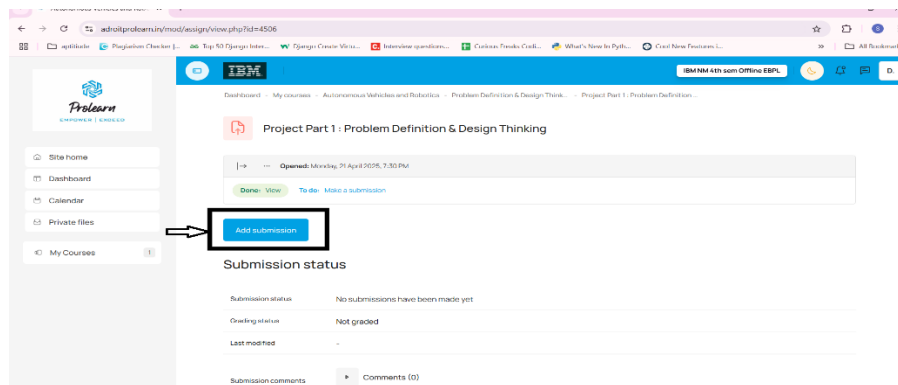 adroitprolearn.in/mod/assign/view.php?id=4506
aptitude Plagiarism Checker |... Top 50 Django Inter... Django Create Virtu... Interview questions... Curious Freaks Codi... What's New In Pyth... Cool New Features i... » All Bookmar
IBM
IBM NM 4th sem Offline EBPL
D.
Prolearn
EMPOWER | EXCEED
Dashboard - My courses - Autonomous Vehicles and Robotics - Problem Definition & Design Think... - Project Part 1 : Problem Definition ...
Project Part 1 : Problem Definition & Design Thinking
Site home
Dashboard
Calendar
Private files
My Courses
Opened: Monday, 21 April 2025, 7:30 PM
Done: View To do: Make a submission
Add submission
Submission status
Submission status No submissions have been made yet
Grading status Not graded
Last modified -
Submission comments Comments (0)